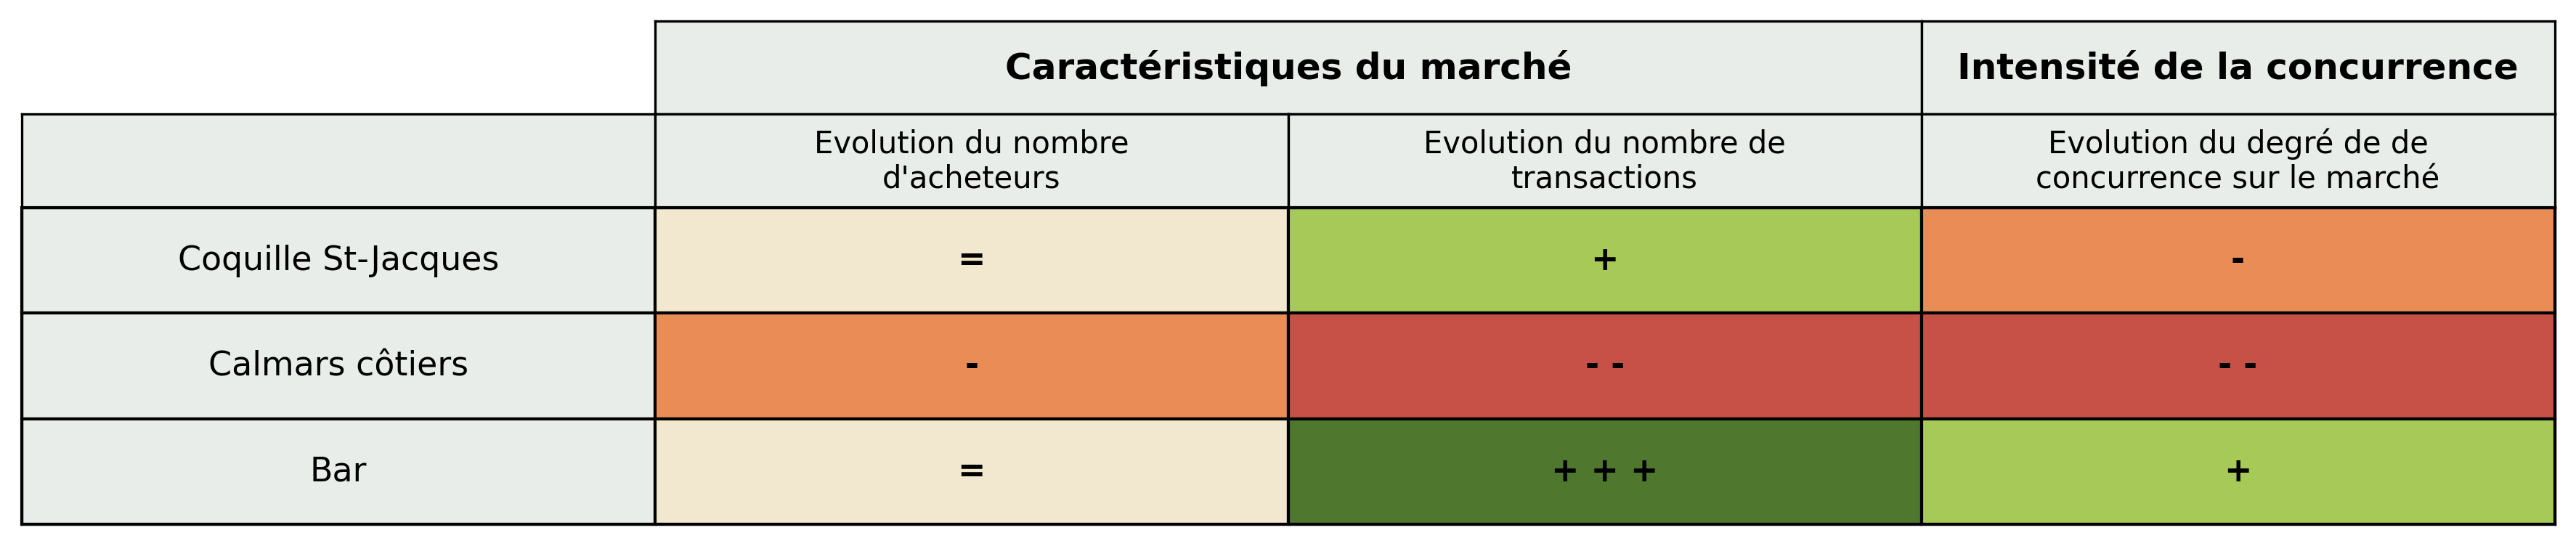 Caractéristiques du marché
Intensité de la concurrence
Evolution du nombre
d'acheteurs
Evolution du nombre de
transactions
Evolution du degré de de
concurrence sur le marché
Coquille St-Jacques
=
+
-
Calmars côtiers
-
- -
- -
Bar
=
+ + +
+